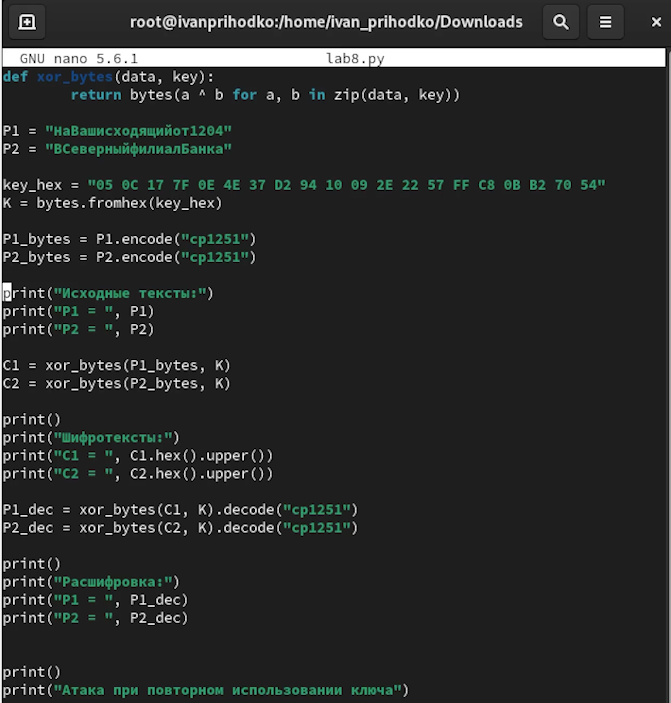 root@ivanprihodko:/home/ivan_prihodko/Downloads
GNU nano 5.6.1 lab8.py
def xor_bytes(data, key):
        return bytes(a ^ b for a, b in zip(data, key))
P1 = "НаВашисходящийот1204"
P2 = "ВСеверныйфилиалБанка"
key_hex = "05 0C 17 7F 0E 4E 37 D2 94 10 09 2E 22 57 FF C8 0B B2 70 54"
K = bytes.fromhex(key_hex)
P1_bytes = P1.encode("cp1251")
P2_bytes = P2.encode("cp1251")
print("Исходные тексты:")
print("P1 = ", P1)
print("P2 = ", P2)
C1 = xor_bytes(P1_bytes, K)
C2 = xor_bytes(P2_bytes, K)
print()
print("Шифротексты:")
print("C1 = ", C1.hex().upper())
print("C2 = ", C2.hex().upper())
P1_dec = xor_bytes(C1, K).decode("cp1251")
P2_dec = xor_bytes(C2, K).decode("cp1251")
print()
print("Расшифровка:")
print("P1 = ", P1_dec)
print("P2 = ", P2_dec)
print()
print("Атака при повторном использовании ключа")